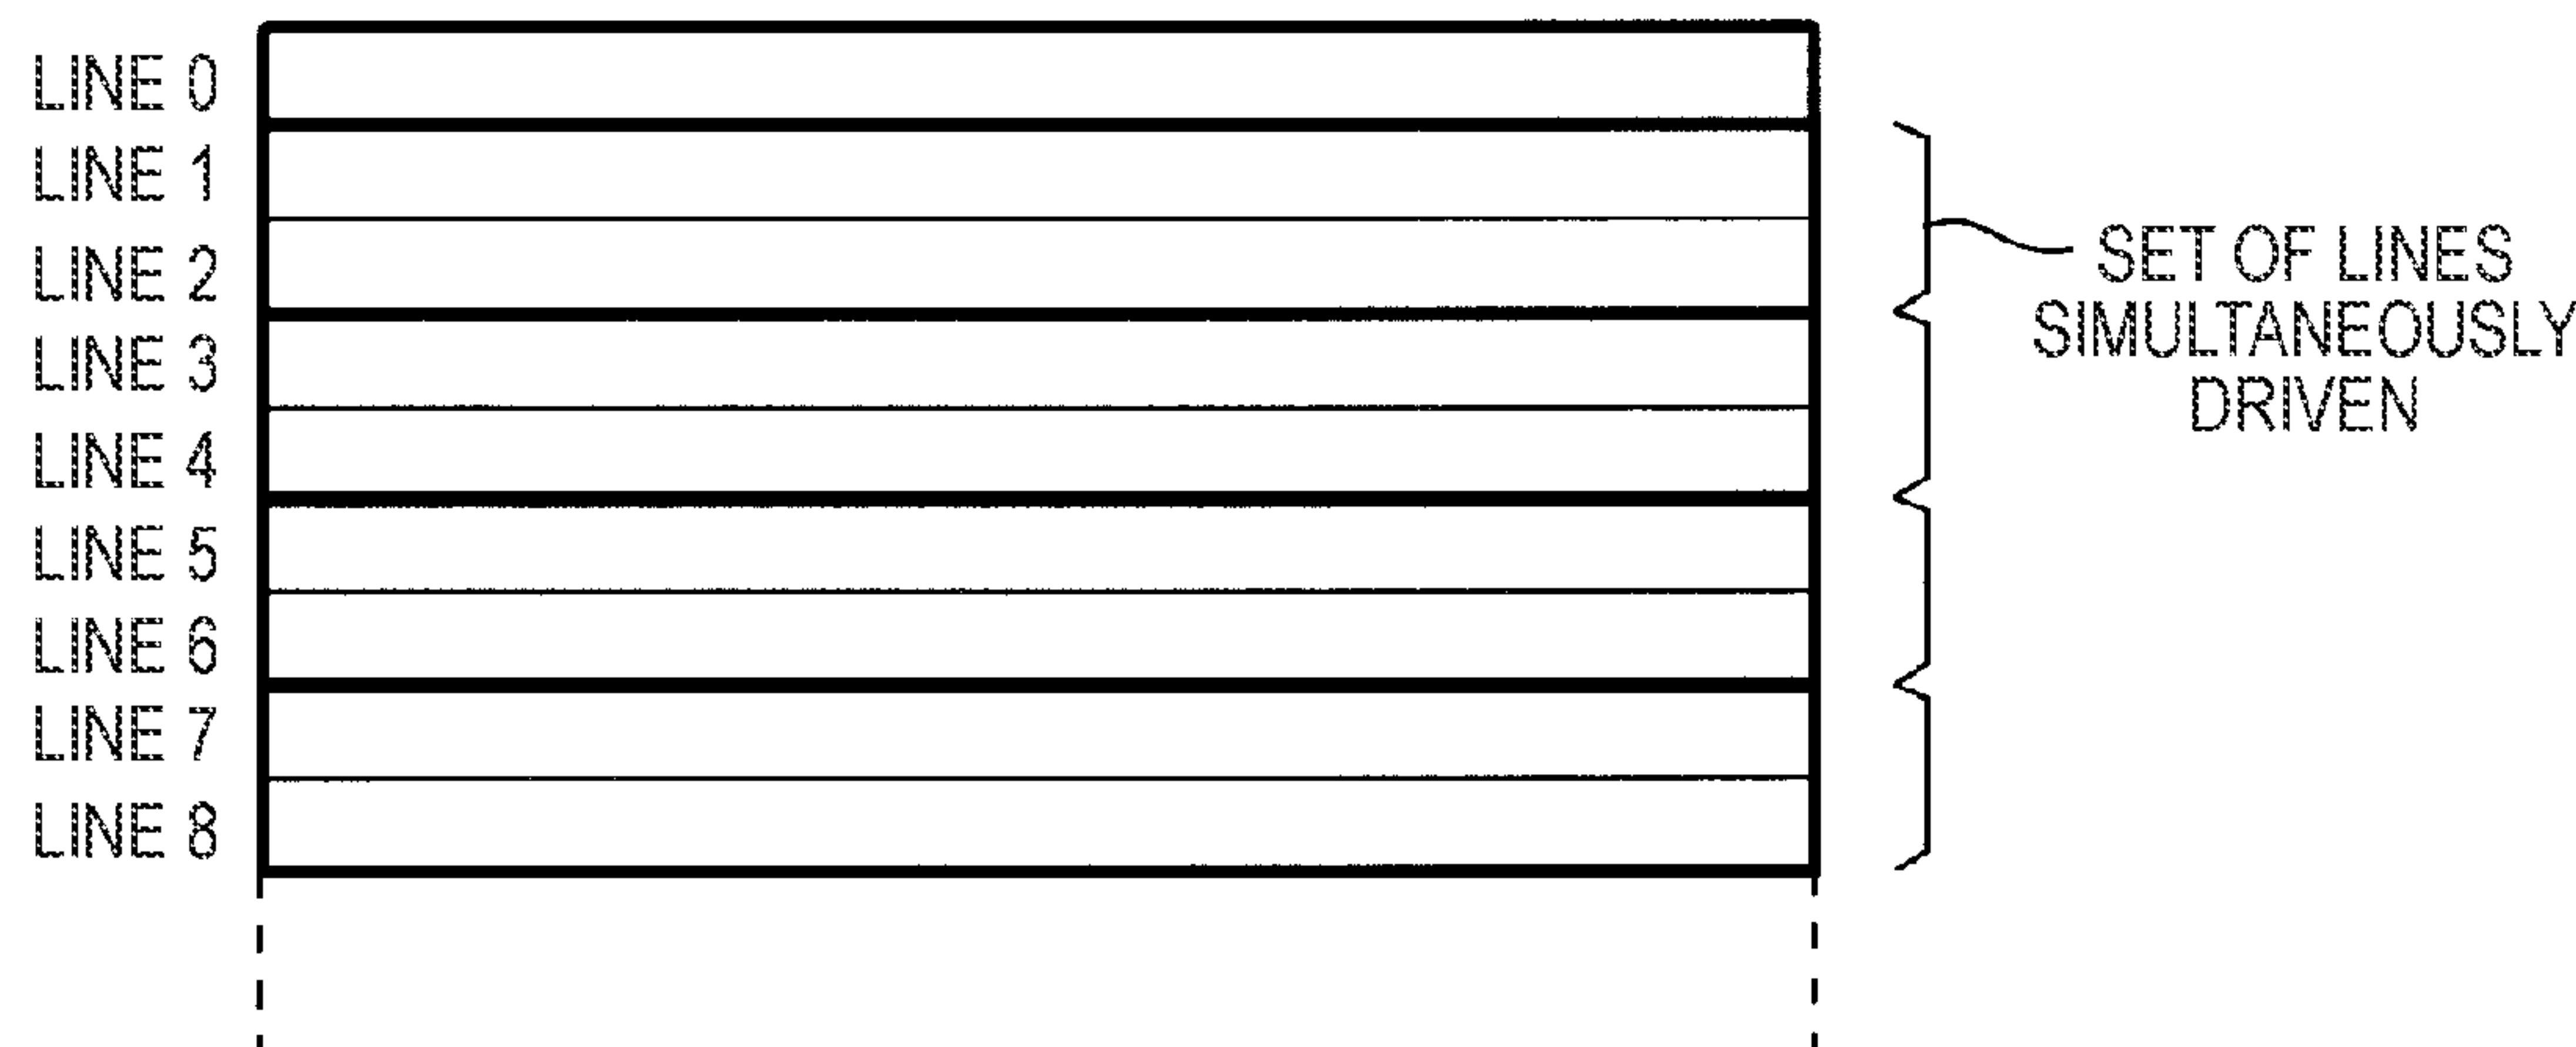 LINE 0
LINE 1
LINE 2
LINE 3
LINE 4
LINE 5
LINE 6
LINE 7
LINE 8
SET OF LINES
SIMULTANEOUSLY
DRIVEN